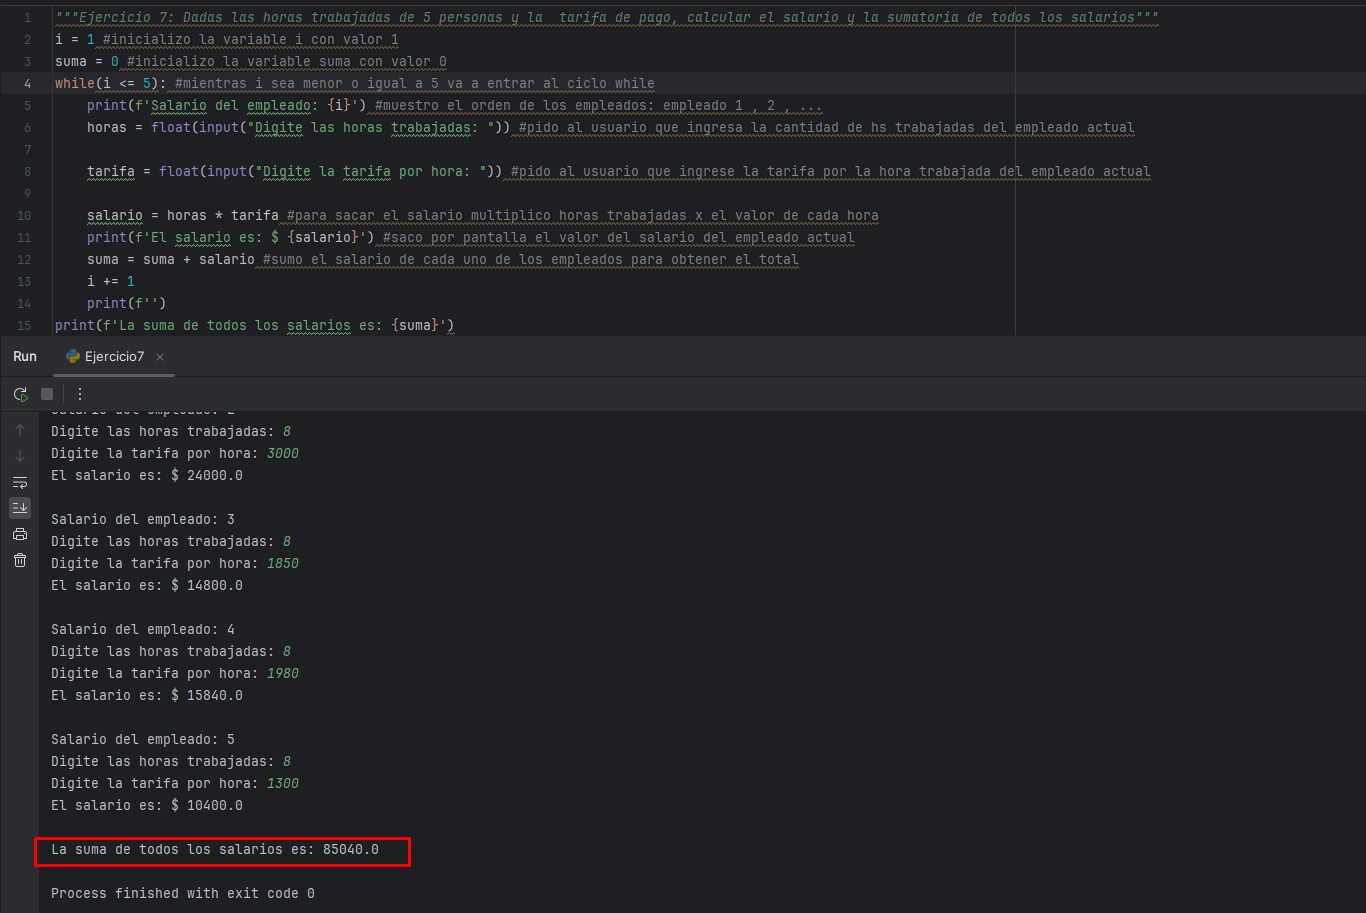 1 """Ejercicio 7: Dadas las horas trabajadas de 5 personas y la  tarifa de pago, calcular el salario y la sumatoria de todos los salarios"""
2 i = 1 #inicializo la variable i con valor 1
3 suma = 0 #inicializo la variable suma con valor 0
4 while(i <= 5): #mientras i sea menor o igual a 5 va a entrar al ciclo while
5     print(f'Salario del empleado: {i}') #muestro el orden de los empleados: empleado 1 , 2 , ...
6     horas = float(input("Digite las horas trabajadas: ")) #pido al usuario que ingresa la cantidad de hs trabajadas del empleado actual
7
8     tarifa = float(input("Digite la tarifa por hora: ")) #pido al usuario que ingrese la tarifa por la hora trabajada del empleado actual
9
10     salario = horas * tarifa #para sacar el salario multiplico horas trabajadas x el valor de cada hora
11     print(f'El salario es: $ {salario}') #saco por pantalla el valor del salario del empleado actual
12     suma = suma + salario #sumo el salario de cada uno de los empleados para obtener el total
13     i += 1
14     print(f'')
15 print(f'La suma de todos los salarios es: {suma}')
Run Ejercicio7
Salario del empleado: 2
Digite las horas trabajadas: 8
Digite la tarifa por hora: 3000
El salario es: $ 24000.0
Salario del empleado: 3
Digite las horas trabajadas: 8
Digite la tarifa por hora: 1850
El salario es: $ 14800.0
Salario del empleado: 4
Digite las horas trabajadas: 8
Digite la tarifa por hora: 1980
El salario es: $ 15840.0
Salario del empleado: 5
Digite las horas trabajadas: 8
Digite la tarifa por hora: 1300
El salario es: $ 10400.0
La suma de todos los salarios es: 85040.0
Process finished with exit code 0